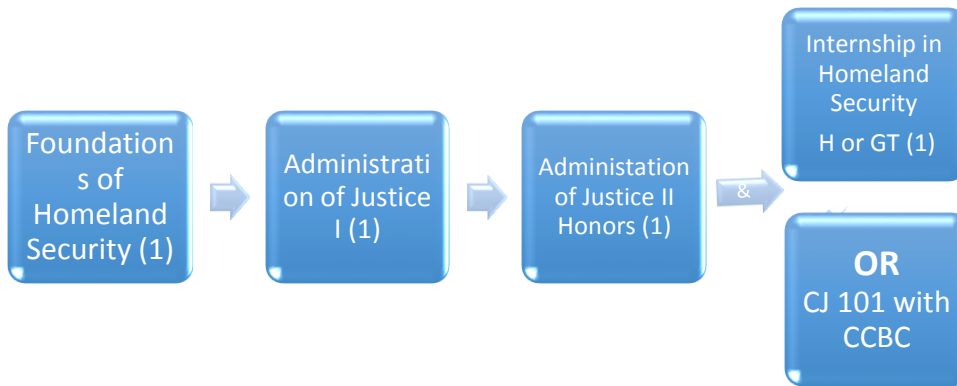 Foundation
s of
Homeland
Security (1)
Administrati
on of Justice
I (1)
Administation
of Justice II
Honors (1)
&
Internship in
Homeland
Security
H or GT (1)
OR
CJ 101 with
CCBC